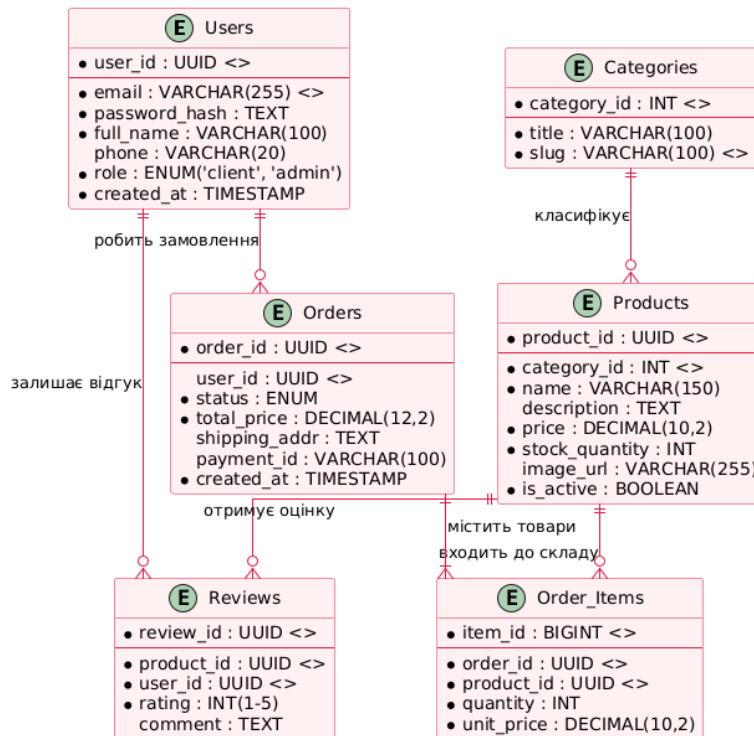 E Users
• user_id : UUID <>
• email : VARCHAR(255) <>
• password_hash : TEXT
• full_name : VARCHAR(100)
phone : VARCHAR(20)
• role : ENUM('client', 'admin')
• created_at : TIMESTAMP
E Categories
• category_id : INT <>
• title : VARCHAR(100)
• slug : VARCHAR(100) <>
робить замовлення
класифікує
E Orders
• order_id : UUID <>
user_id : UUID <>
• status : ENUM
• total_price : DECIMAL(12,2)
shipping_addr : TEXT
payment_id : VARCHAR(100)
• created_at : TIMESTAMP
E Products
• product_id : UUID <>
• category_id : INT <>
• name : VARCHAR(150)
description : TEXT
• price : DECIMAL(10,2)
• stock_quantity : INT
image_url : VARCHAR(255)
• is_active : BOOLEAN
залишає відгук
отримує оцінку
містить товари
входить до складу
E Reviews
• review_id : UUID <>
• product_id : UUID <>
• user_id : UUID <>
• rating : INT(1-5)
comment : TEXT
E Order_Items
• item_id : BIGINT <>
• order_id : UUID <>
• product_id : UUID <>
• quantity : INT
• unit_price : DECIMAL(10,2)